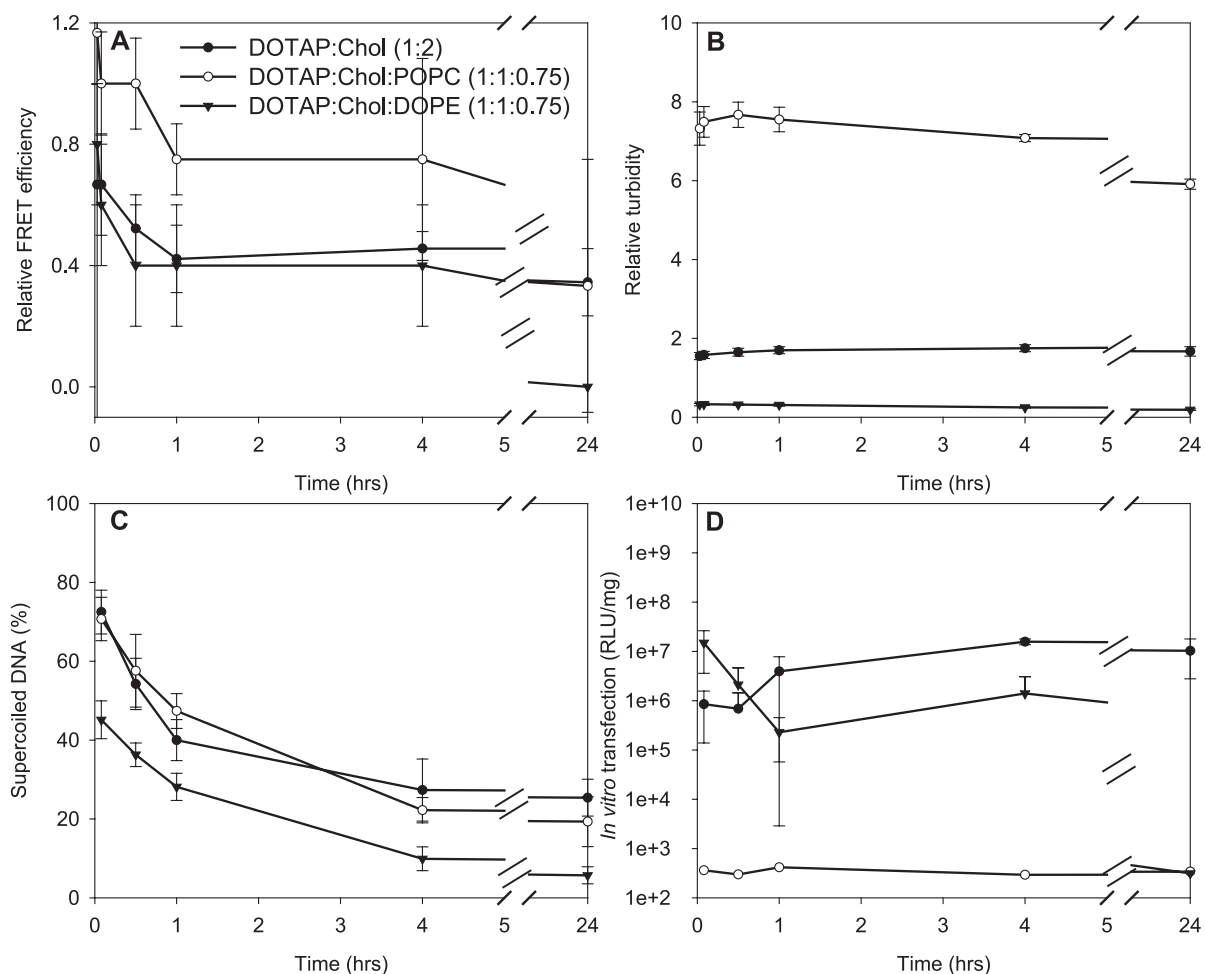 A
DOTAP:Chol (1:2)
DOTAP:Chol:POPC (1:1:0.75)
DOTAP:Chol:DOPE (1:1:0.75)
Relative FRET efficiency
1.2
0.8
0.4
0.0
0 1 2 3 4 5 24
Time (hrs)
B
Relative turbidity
10
8
6
4
2
0
0 1 2 3 4 5 24
Time (hrs)
C
Supercoiled DNA (%)
100
80
60
40
20
0
0 1 2 3 4 5 24
Time (hrs)
D
In vitro transfection (RLU/mg)
1e+10
1e+9
1e+8
1e+7
1e+6
1e+5
1e+4
1e+3
1e+2
0 1 2 3 4 5 24
Time (hrs)